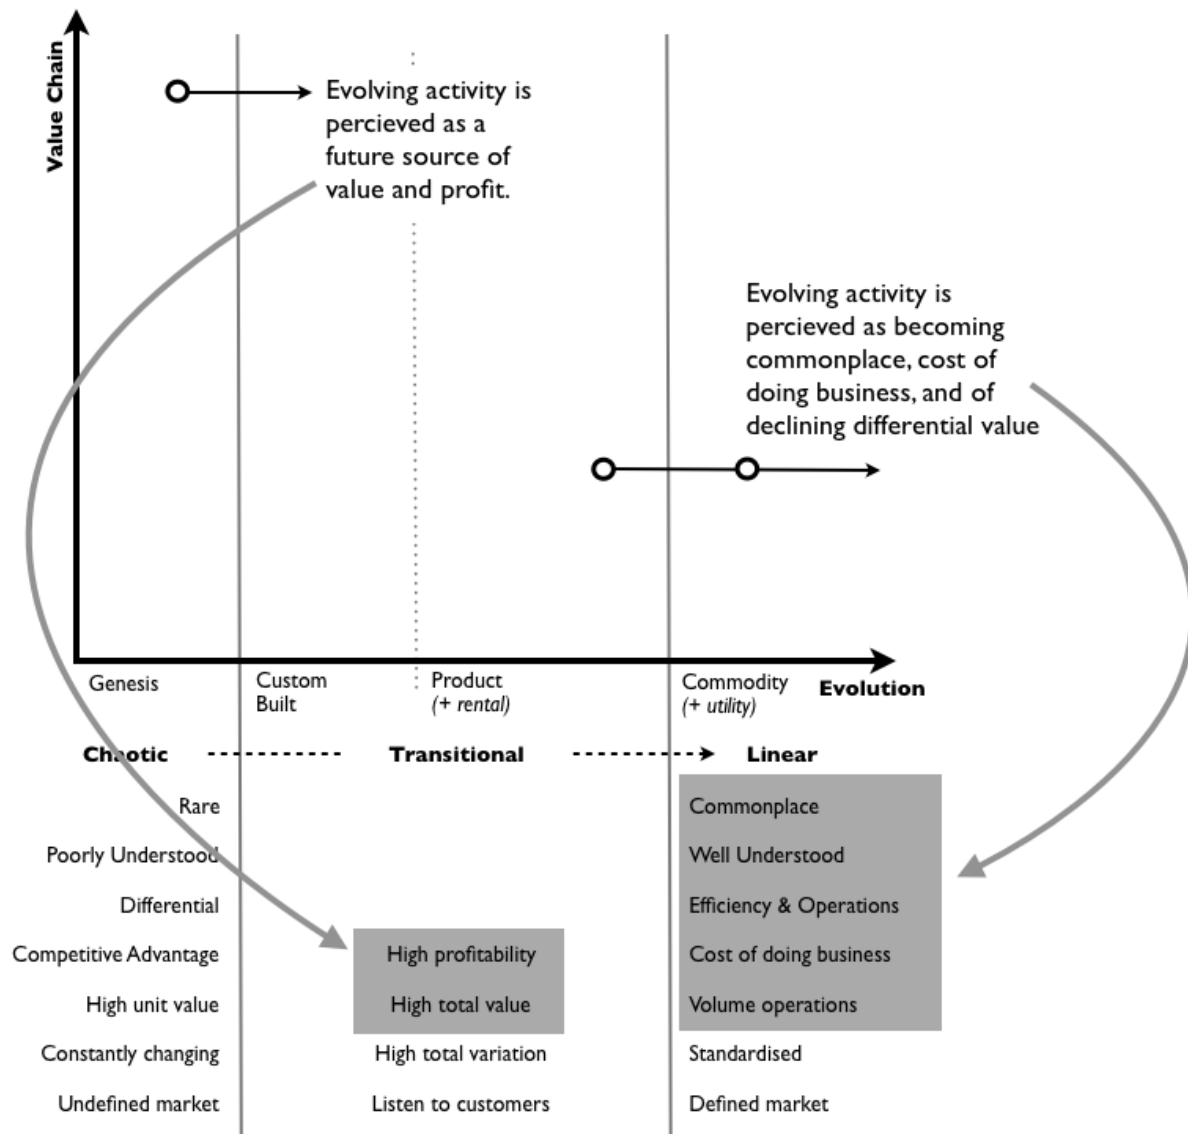 Value Chain
Evolving activity is
percieved as a
future source of
value and profit.
Evolving activity is
percieved as becoming
commonplace, cost of
doing business, and of
declining differential value
Genesis
Custom
Built
Product
(+ rental)
Commodity
(+ utility)
Evolution
Chaotic
Transitional
Linear
Rare
Commonplace
Poorly Understood
Well Understood
Differential
Efficiency & Operations
Competitive Advantage
High profitability
Cost of doing business
High unit value
High total value
Volume operations
Constantly changing
High total variation
Standardised
Undefined market
Listen to customers
Defined market